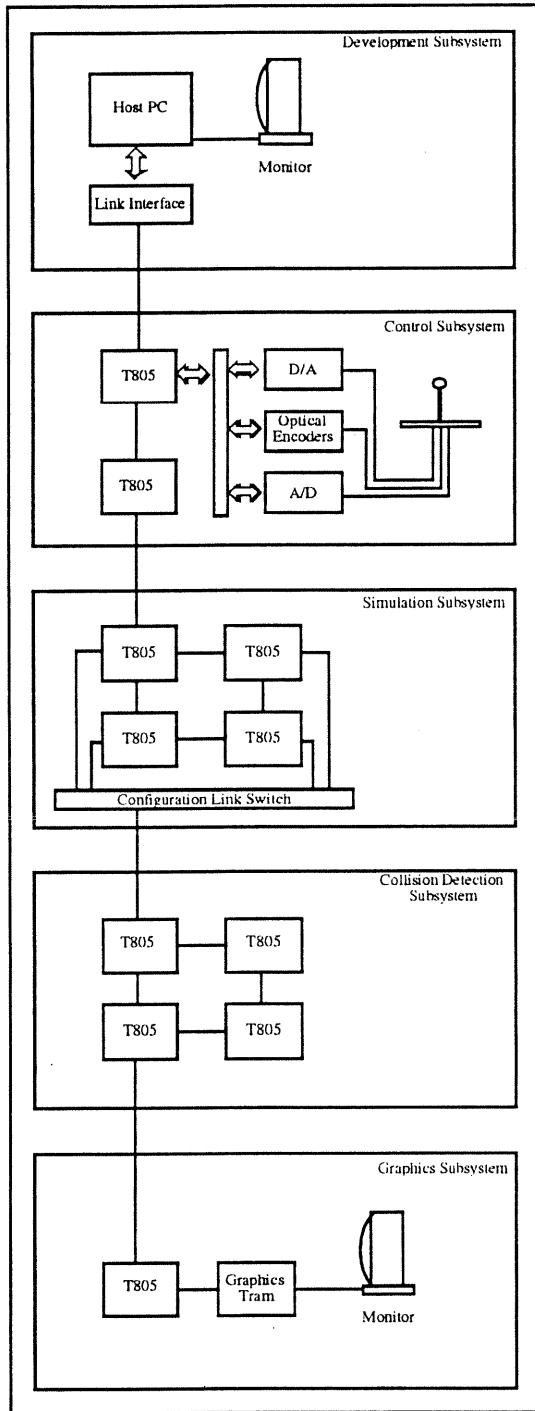 Development Subsystem
Host PC
Monitor
Link Interface
Control Subsystem
T805
D/A
Optical
Encoders
T805
A/D
Simulation Subsystem
T805
T805
T805
T805
Configuration Link Switch
Collision Detection
Subsystem
T805
T805
T805
T805
Graphics Subsystem
T805
Graphics
Tram
Monitor